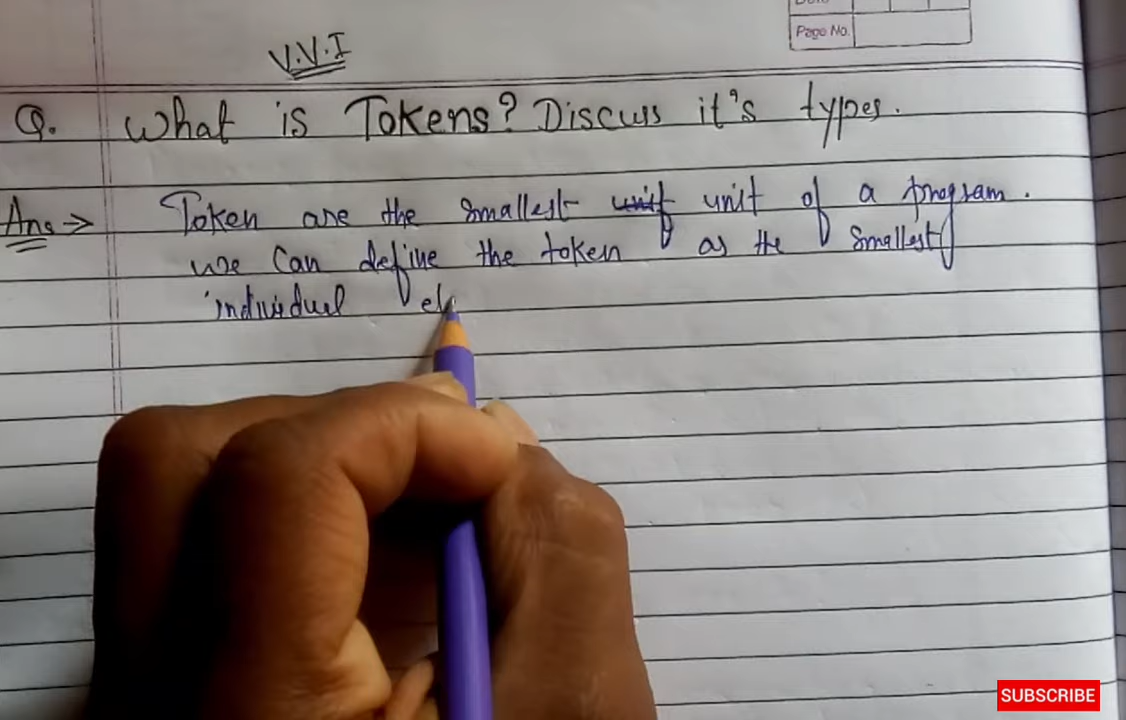 V.V.I
Page No.
Q. What is Tokens? Discuss it's types.
Ans → Token are the smallest unit unit of a program.
we can define the token as the smallest
individual el
SUBSCRIBE